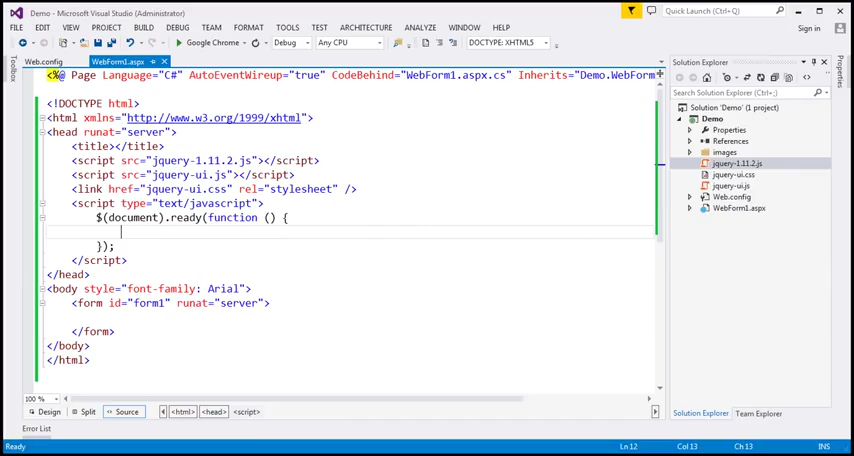 Demo - Microsoft Visual Studio (Administrator)
Quick Launch (Ctrl+Q)
FILE EDIT VIEW PROJECT BUILD DEBUG TEAM FORMAT TABLE TOOLS TEST ARCHITECTURE ANALYZE WINDOW HELP
Sign in
Google Chrome Debug Any CPU DOCTYPE: XHTML5
Toolbox
Web.config WebForm1.aspx
<%@ Page Language="C#" AutoEventWireup="true" CodeBehind="WebForm1.aspx.cs" Inherits="Demo.WebForm
<!DOCTYPE html>
<html xmlns="http://www.w3.org/1999/xhtml">
<head runat="server">
<title></title>
<script src="jquery-1.11.2.js"></script>
<script src="jquery-ui.js"></script>
<link href="jquery-ui.css" rel="stylesheet" />
<script type="text/javascript">
$(document).ready(function () {
});
</script>
</head>
<body style="font-family: Arial">
<form id="form1" runat="server">
</form>
</body>
</html>
100 %
Design Split Source <html> <head> <script>
Error List
Solution Explorer
Search Solution Explorer (Ctrl+;)
Solution 'Demo' (1 project)
Demo
Properties
References
images
jquery-1.11.2.js
jquery-ui.css
jquery-ui.js
Web.config
WebForm1.aspx
Solution Explorer Team Explorer
Properties
Ready Ln 12 Col 13 Ch 13 INS